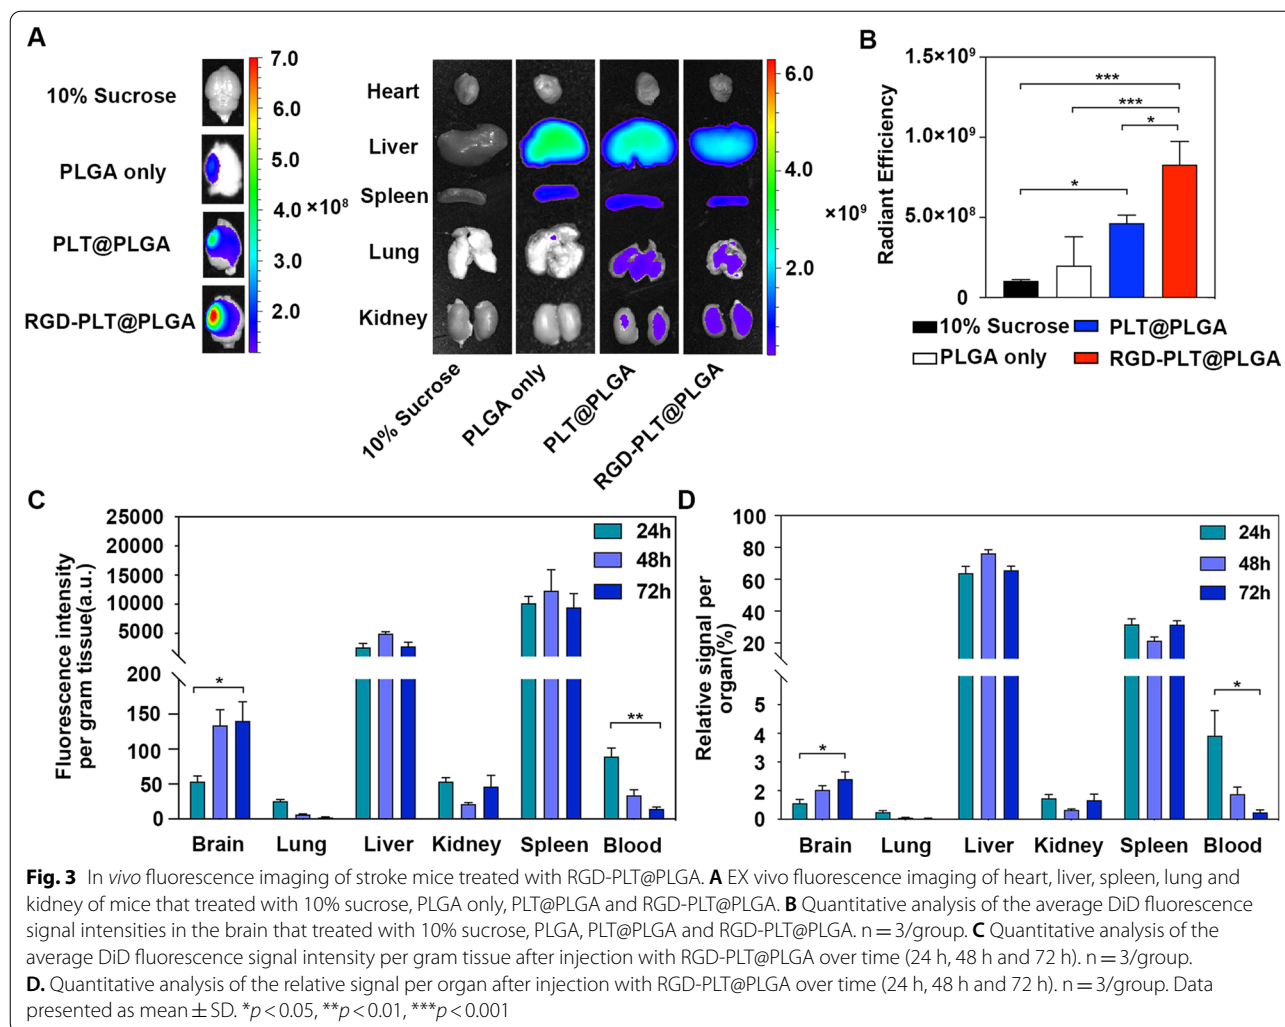 A
10% Sucrose
PLGA only
PLT@PLGA
RGD-PLT@PLGA
7.0
5.0
4.0
×10⁸
3.0
2.0
Heart
Liver
Spleen
Lung
Kidney
10% Sucrose
PLGA only
PLT@PLGA
RGD-PLT@PLGA
6.0
4.0
×10⁹
2.0
B
Radiant Efficiency
1.5×10⁹
1.0×10⁹
5.0×10⁸
0
***
***
*
*
10% Sucrose
PLT@PLGA
PLGA only
RGD-PLT@PLGA
C
Fluorescence intensity
per gram tissue(a.u.)
25000
20000
15000
10000
5000
200
150
100
50
0
24h
48h
72h
*
**
Brain Lung Liver Kidney Spleen Blood
D
Relative signal per
organ(%)
100
80
60
40
20
5
4
2
2
0
24h
48h
72h
*
*
Brain Lung Liver Kidney Spleen Blood
Fig. 3 In vivo fluorescence imaging of stroke mice treated with RGD-PLT@PLGA. A EX vivo fluorescence imaging of heart, liver, spleen, lung and
kidney of mice that treated with 10% sucrose, PLGA only, PLT@PLGA and RGD-PLT@PLGA. B Quantitative analysis of the average DiD fluorescence
signal intensities in the brain that treated with 10% sucrose, PLGA, PLT@PLGA and RGD-PLT@PLGA. n = 3/group. C Quantitative analysis of the
average DiD fluorescence signal intensity per gram tissue after injection with RGD-PLT@PLGA over time (24 h, 48 h and 72 h). n = 3/group.
D. Quantitative analysis of the relative signal per organ after injection with RGD-PLT@PLGA over time (24 h, 48 h and 72 h). n = 3/group. Data
presented as mean ± SD. *p < 0.05, **p < 0.01, ***p < 0.001